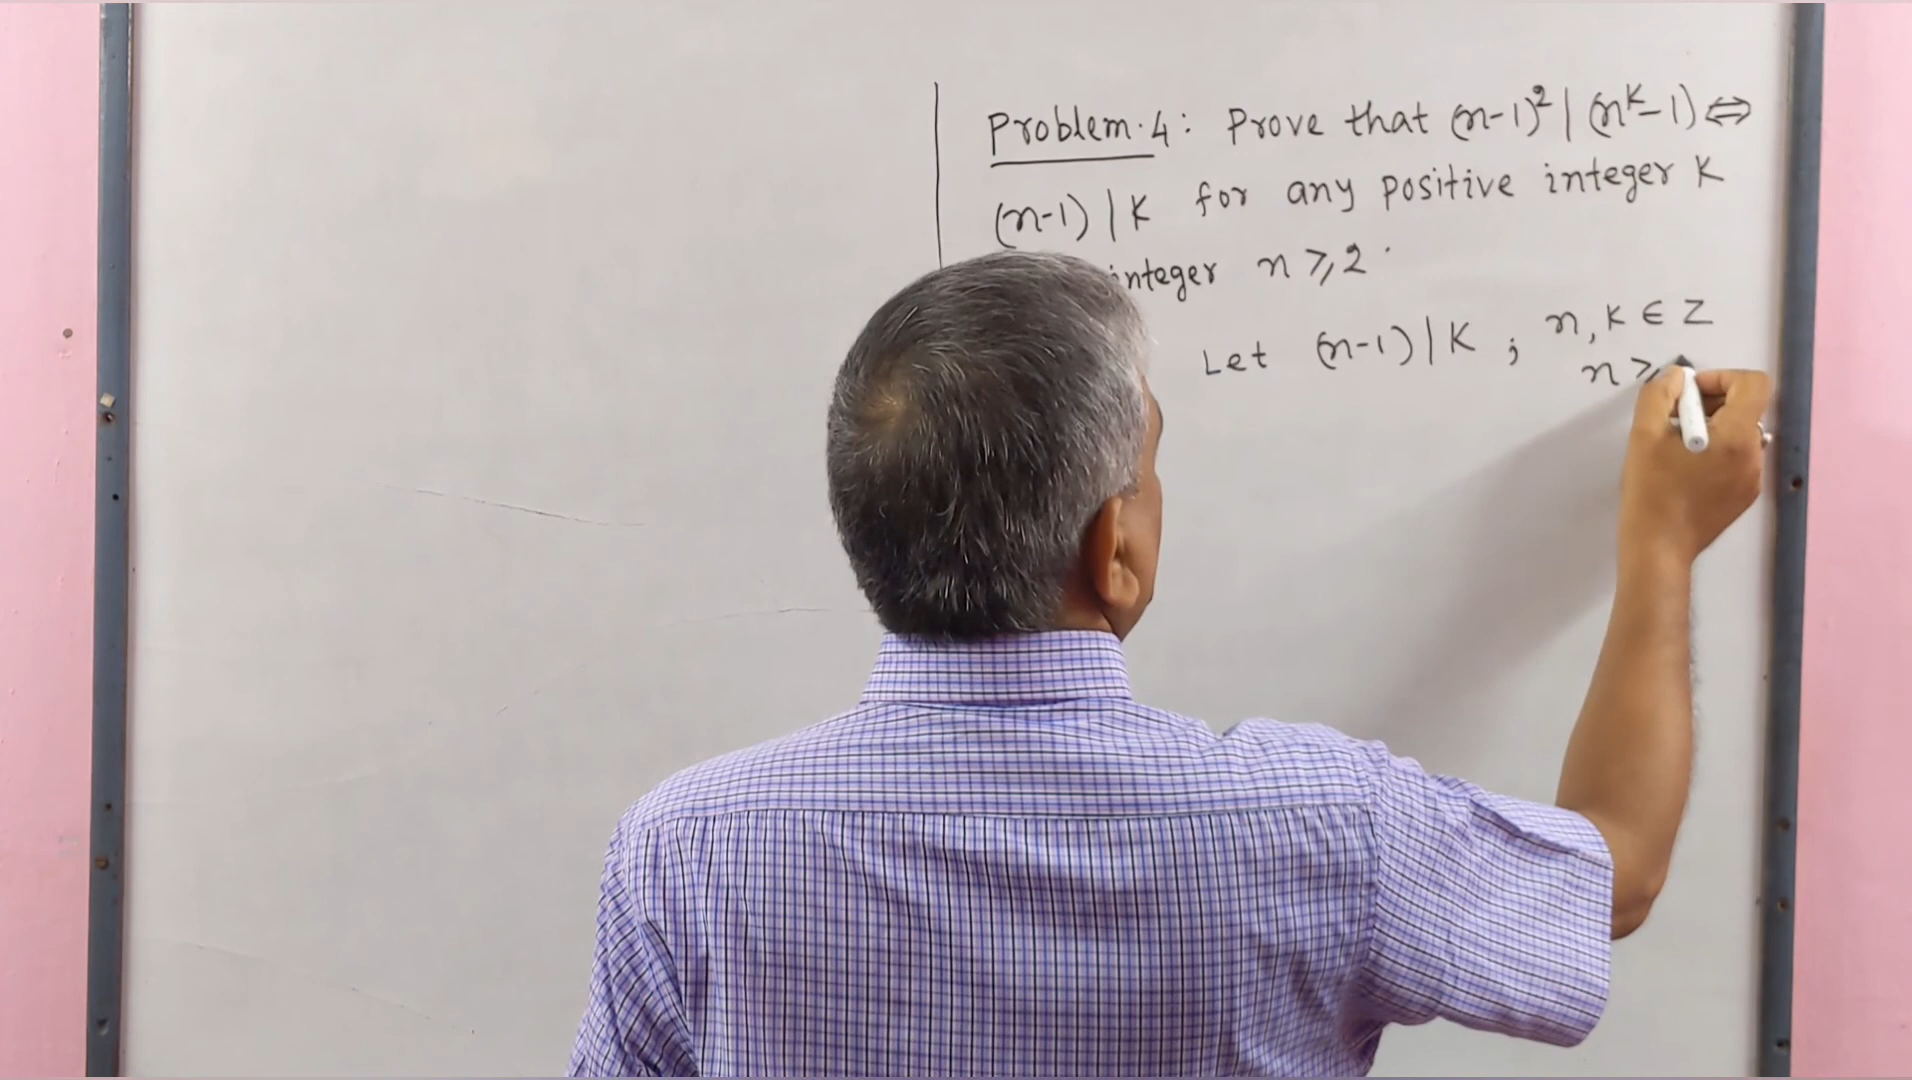 Problem.4: Prove that (n-1)² | (n^k-1) ⇔
(n-1) | K for any positive integer K
integer n ⩾ 2.
Let (n-1) | K ; n, K ∈ Z
n ⩾